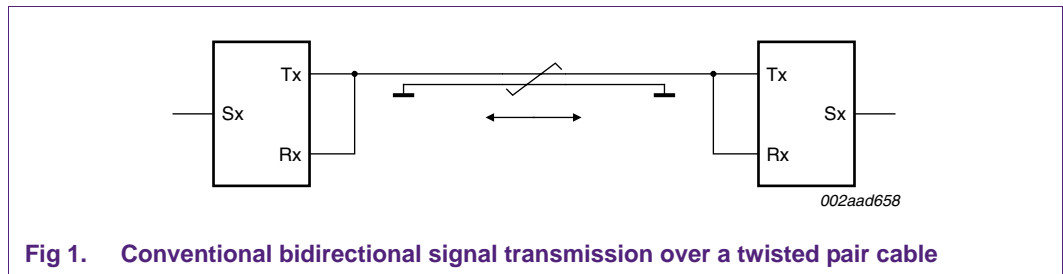 Tx
Tx
Sx
Sx
Rx
Rx
002aad658
Fig 1. Conventional bidirectional signal transmission over a twisted pair cable